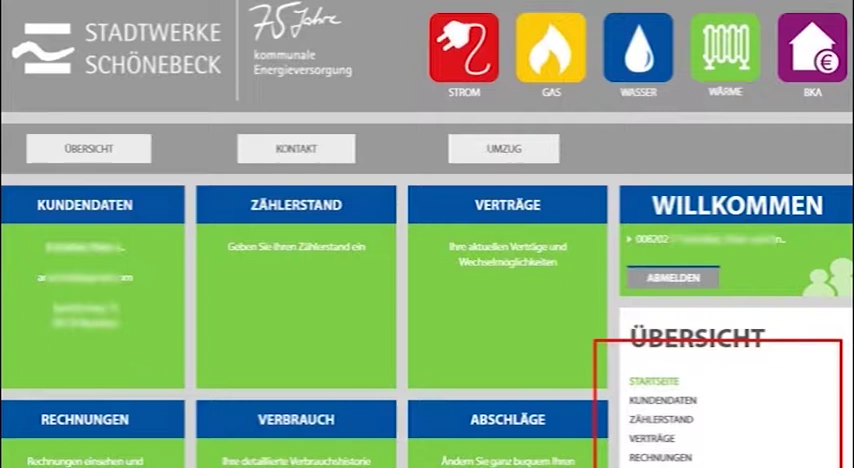 STADTWERKE
SCHÖNEBECK
75 Jahre
kommunale
Energieversorgung
STROM
GAS
WASSER
WÄRME
BKA
ÜBERSICHT
KONTAKT
UMZUG
KUNDENDATEN
ZÄHLERSTAND
Geben Sie Ihren Zählerstand ein
VERTRÄGE
Ihre aktuellen Verträge und
Wechselmöglichkeiten
WILLKOMMEN
008202
ABMELDEN
RECHNUNGEN
Rechnungen einsehen und
VERBRAUCH
Ihre detaillierte Verbrauchshistorie
ABSCHLÄGE
Ändern Sie ganz bequem Ihren
ÜBERSICHT
STARTSEITE
KUNDENDATEN
ZÄHLERSTAND
VERTRÄGE
RECHNUNGEN